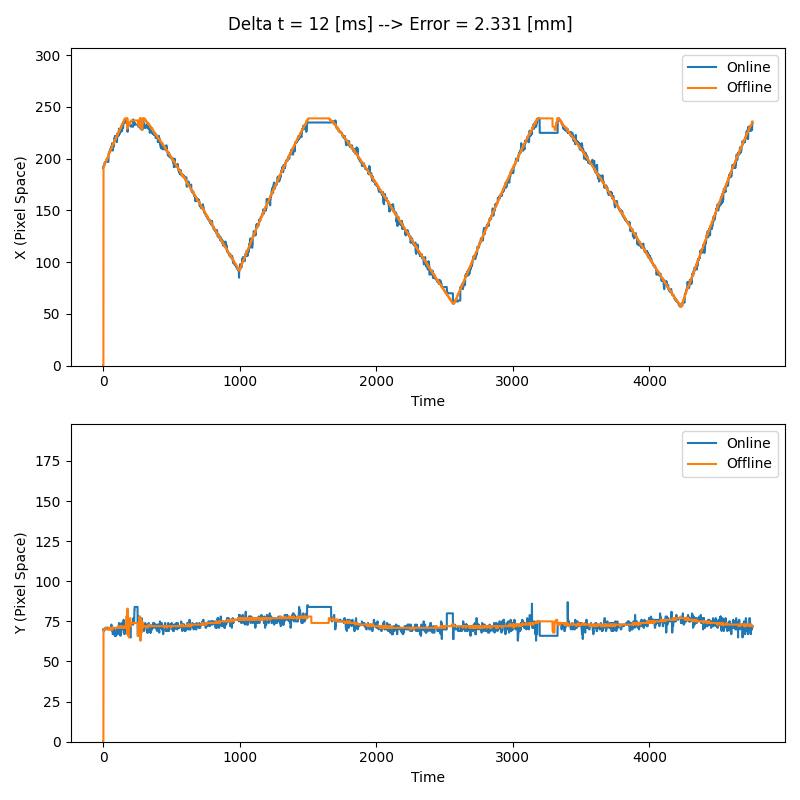 Delta t = 12 [ms] --> Error = 2.331 [mm]
300
250
200
150
100
50
0
X (Pixel Space)
Online
Offline
0
1000
2000
3000
4000
Time
175
150
125
100
75
50
25
0
Y (Pixel Space)
Online
Offline
0
1000
2000
3000
4000
Time